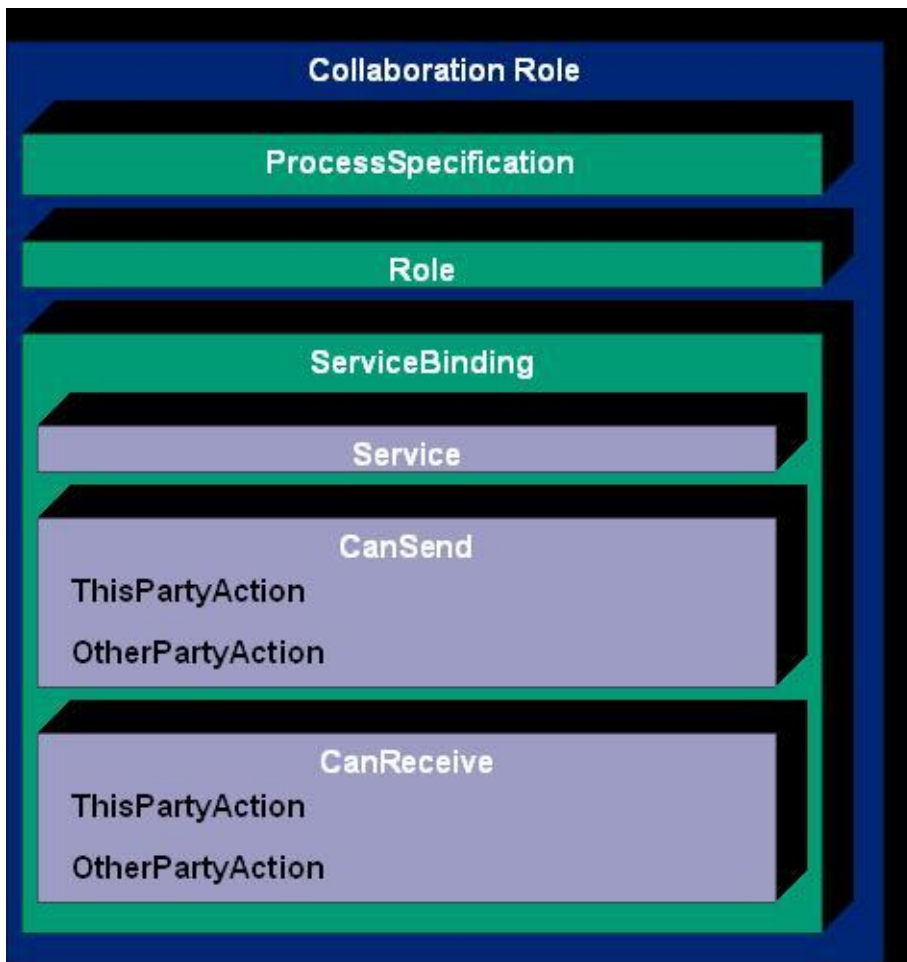 Collaboration Role
ProcessSpecification
Role
ServiceBinding
Service
CanSend
ThisPartyAction
OtherPartyAction
CanReceive
ThisPartyAction
OtherPartyAction